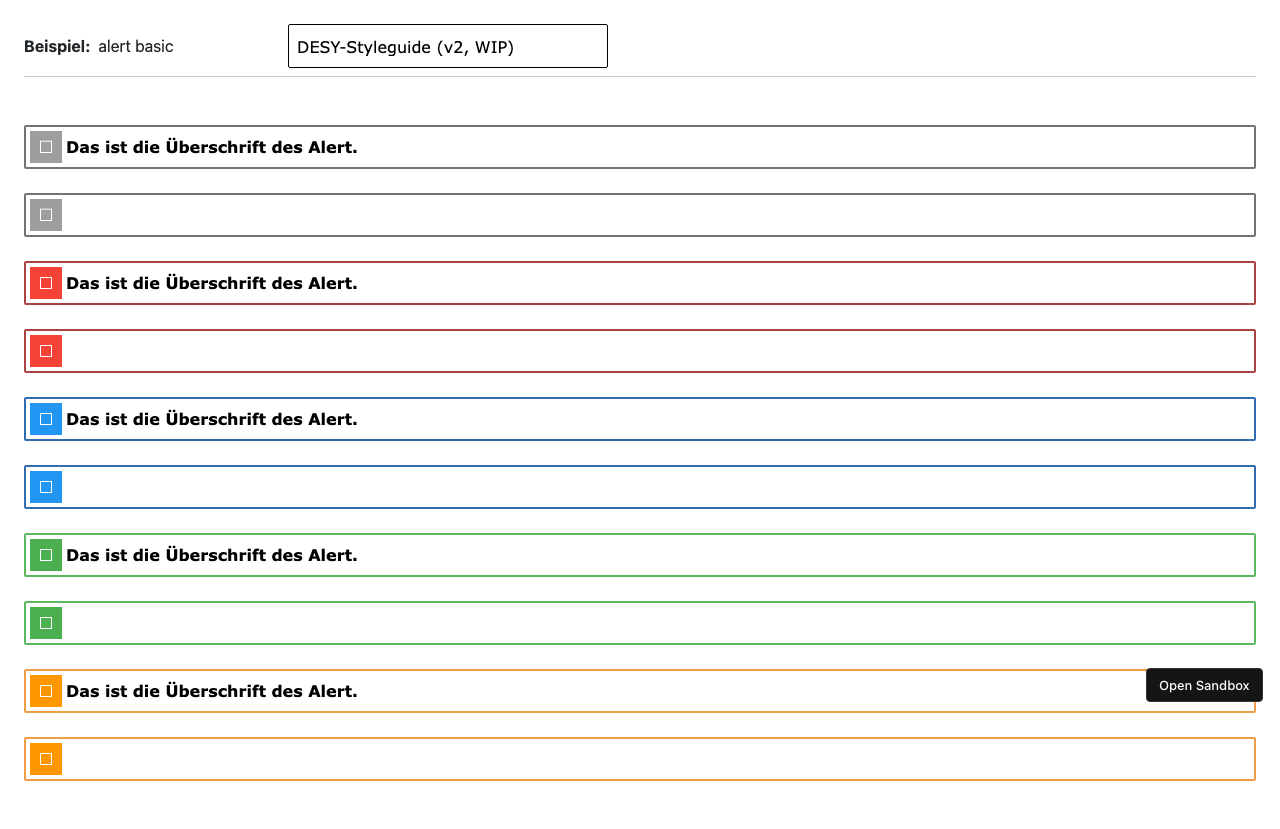 Beispiel: alert basic
DESY-Styleguide (v2, WIP)
Das ist die Überschrift des Alert.
Das ist die Überschrift des Alert.
Das ist die Überschrift des Alert.
Das ist die Überschrift des Alert.
Das ist die Überschrift des Alert.
Open Sandbox